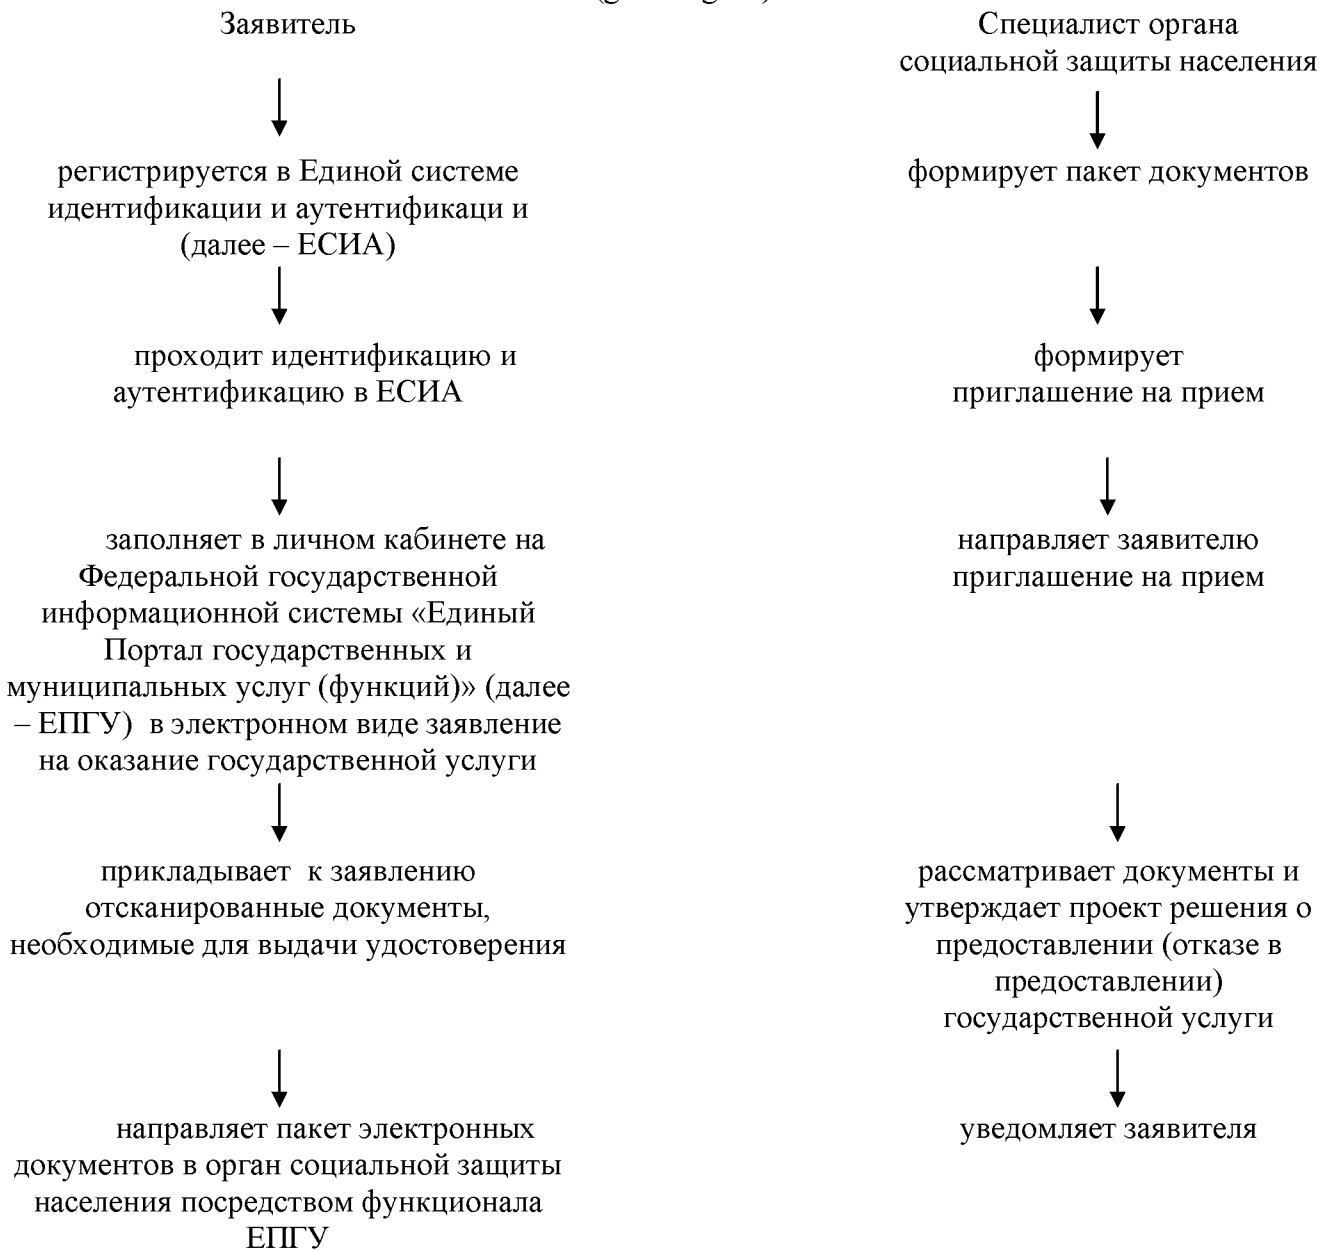 Заявитель
регистрируется в Единой системе
идентификации и аутентификаци и
(далее – ЕСИА)
проходит идентификацию и
аутентификацию в ЕСИА
заполняет в личном кабинете на
Федеральной государственной
информационной системы «Единый
Портал государственных и
муниципальных услуг (функций)» (далее
– ЕПГУ) в электронном виде заявление
на оказание государственной услуги
прикладывает к заявлению
отсканированные документы,
необходимые для выдачи удостоверения
направляет пакет электронных
документов в орган социальной защиты
населения посредством функционала
ЕПГУ
Специалист органа
социальной защиты населения
формирует пакет документов
формирует
приглашение на прием
направляет заявителю
приглашение на прием
рассматривает документы и
утверждает проект решения о
предоставлении (отказе в
предоставлении)
государственной услуги
уведомляет заявителя